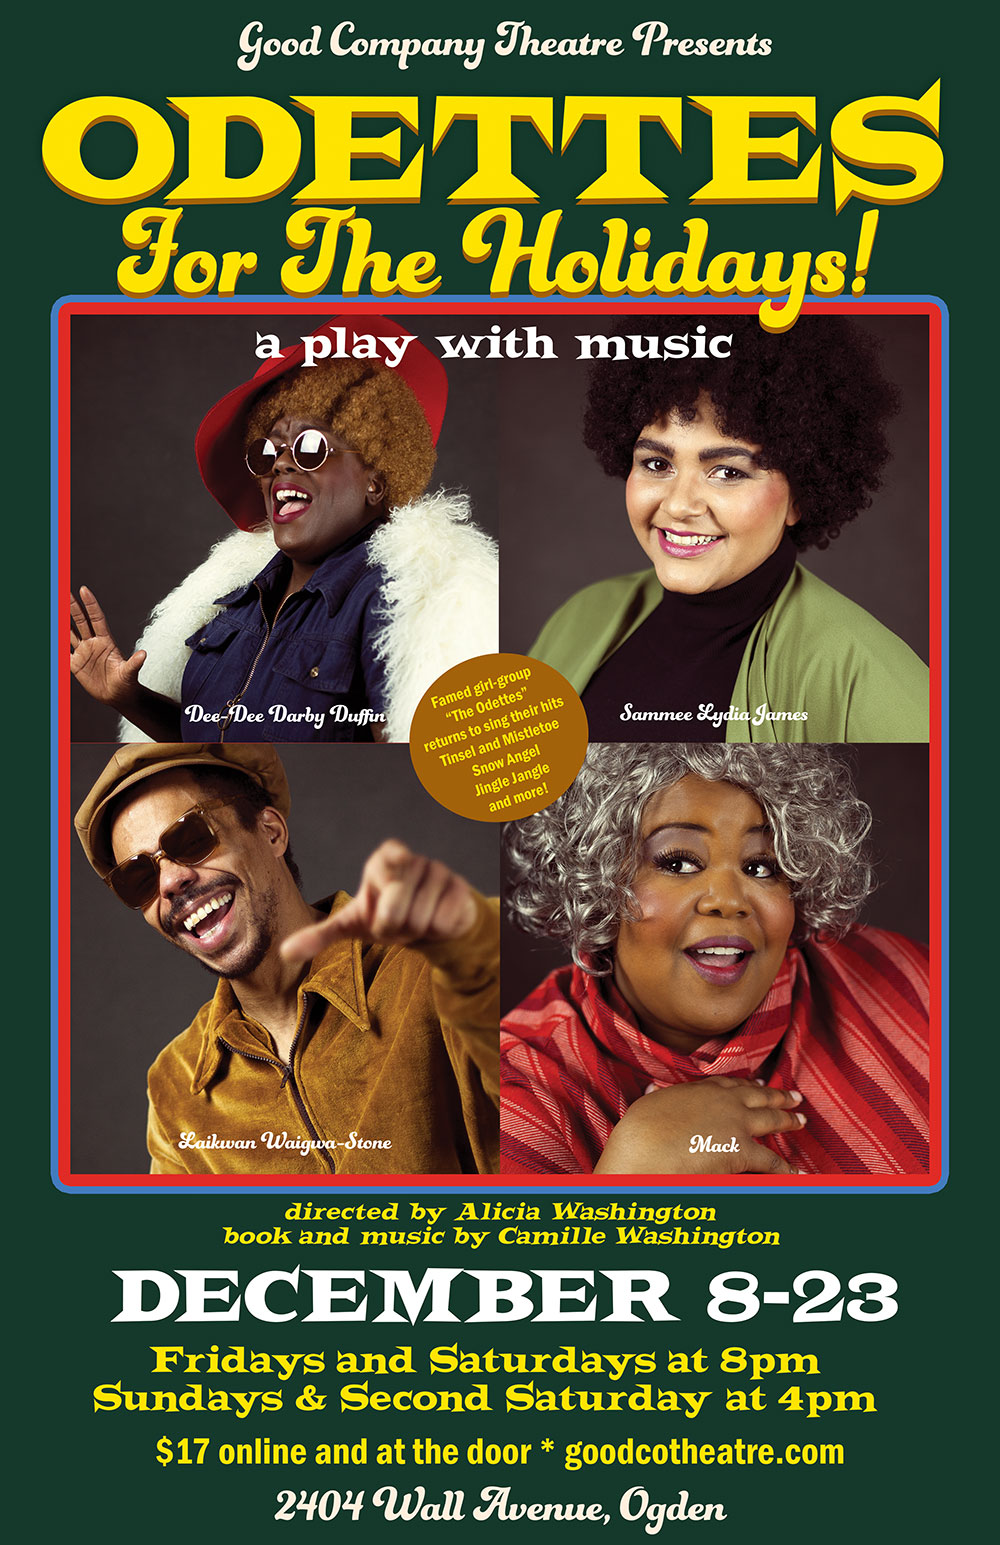 Good Company Theatre Presents
ODETTES
For The Holidays!
a play with music
Dee-Dee Darby Duffin
Sammee Lydia James
Famed girl-group
“The Odettes”
returns to sing their hits
Tinsel and Mistletoe
Snow Angel
Jingle Jangle
and more!
Laikwan Waigwa-Stone
Mack
directed by Alicia Washington
book and music by Camille Washington
DECEMBER 8-23
Fridays and Saturdays at 8pm
Sundays & Second Saturday at 4pm
$17 online and at the door * goodcotheatre.com
2404 Wall Avenue, Ogden